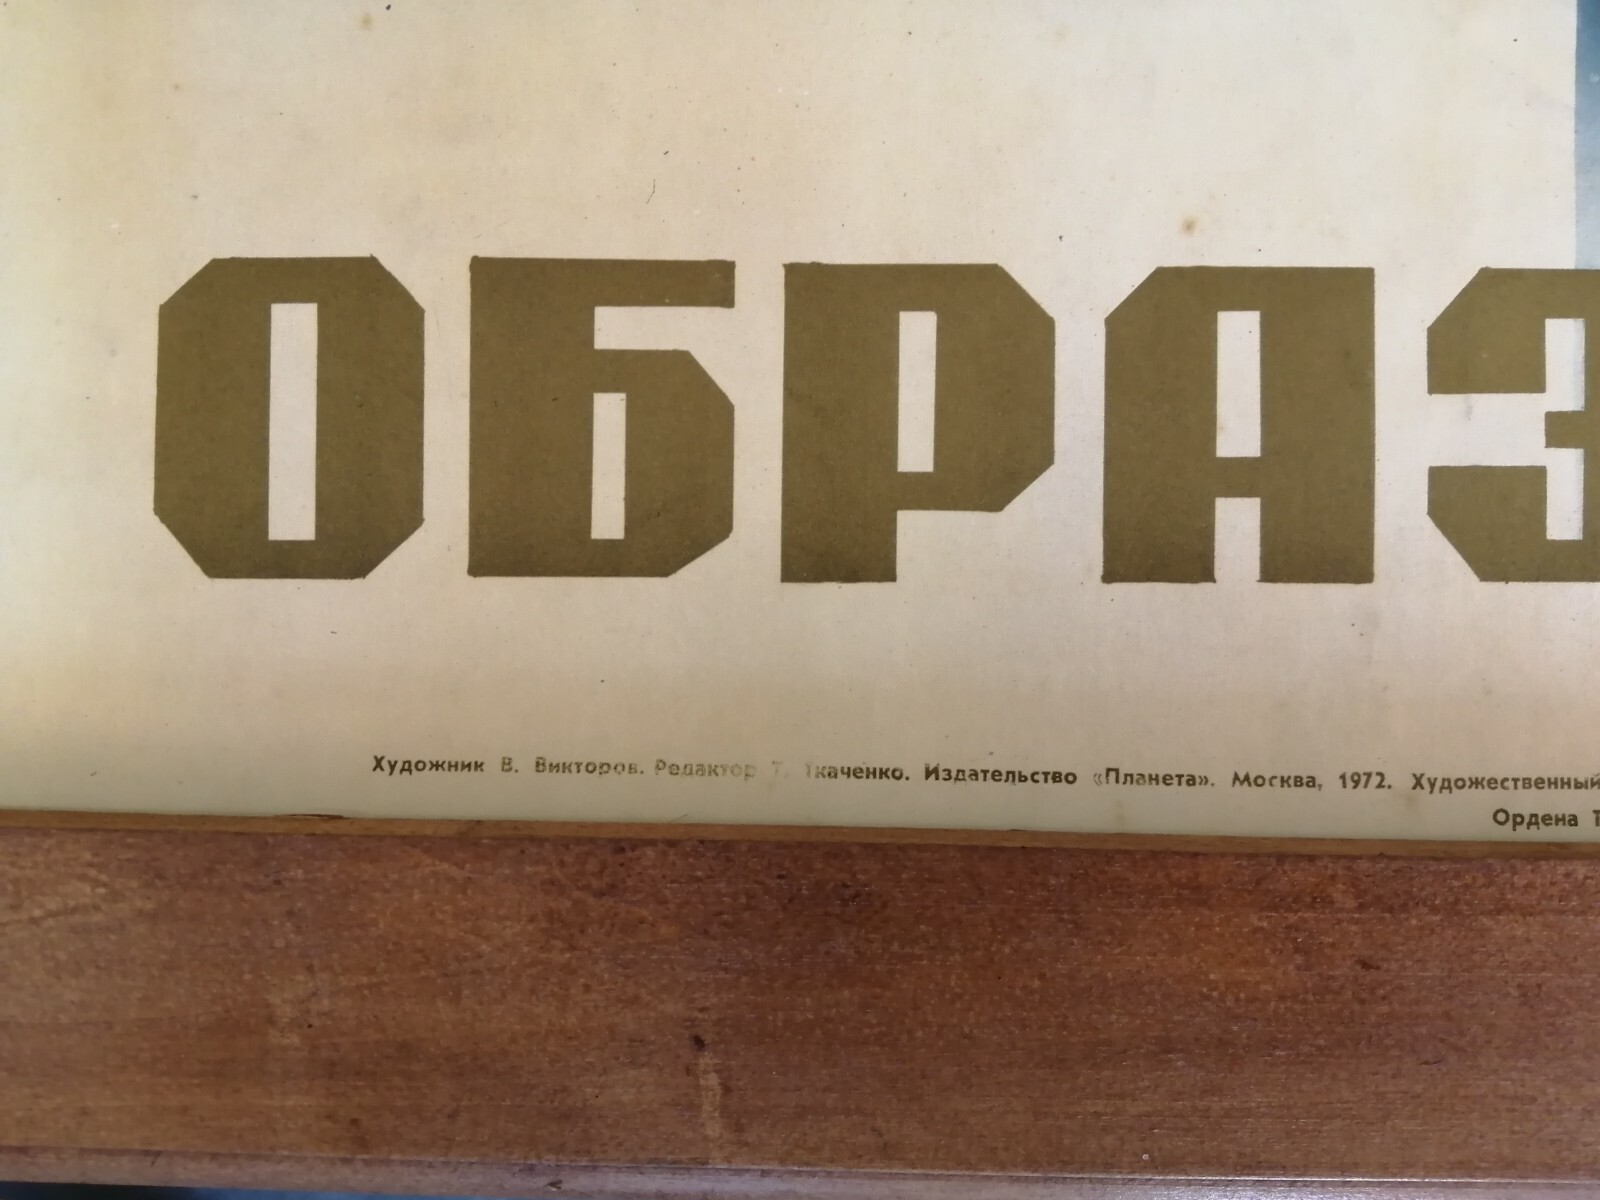 ОБРАЗ
Художник В. Викторов. Редактор Т. Ткаченко. Издательство «Планета». Москва, 1972. Художественный
Ордена Т